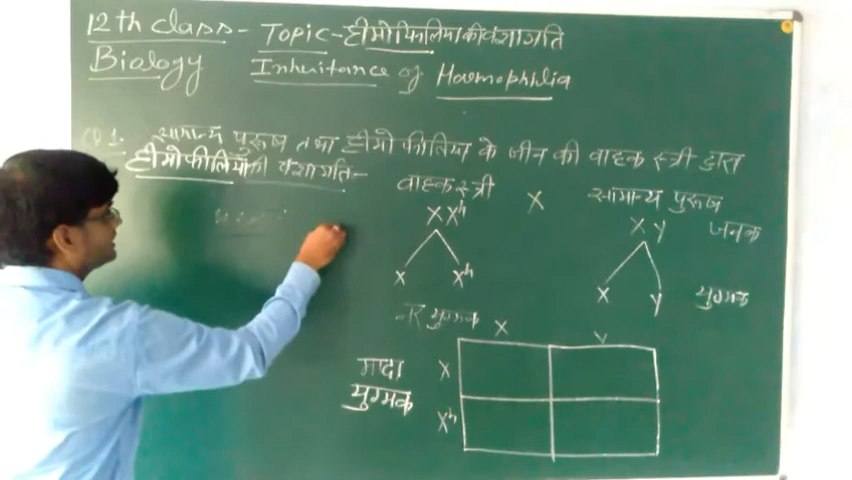 12th class - Topic - हीमोफिलिया की वंशागति
Biology Inheritance of Haemophilia
Q1. सामान्य पुरूष तथा हीमोफीलिया के जीन की वाहक स्त्री द्वारा
हीमोफीलिया की वंशागति -
वाहक स्त्री X सामान्य पुरूष
X Xʰ X Y जनक
X Xʰ X Y युग्मक
नर युग्मक X Y
मादा X
युग्मक Xʰ